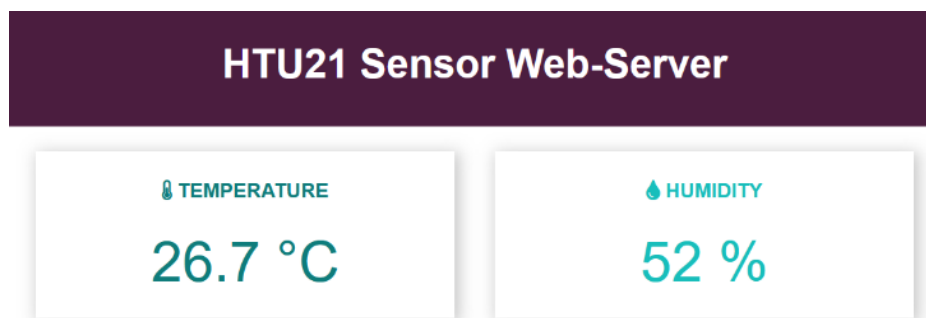 HTU21 Sensor Web-Server
TEMPERATURE
HUMIDITY
26.7 °C
52 %